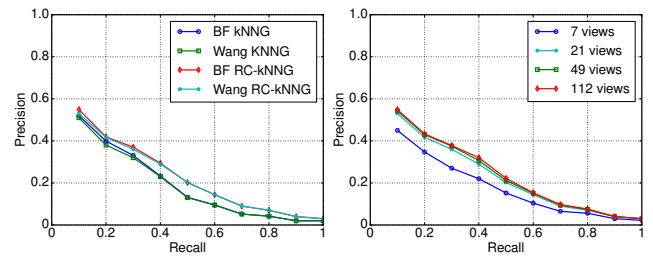 1.0
0.8
0.6
0.4
0.2
0
Precision
0 0.2 0.4 0.6 0.8 1
Recall
BF kNNG
Wang KNNG
BF RC-kNNG
Wang RC-kNNG
1.0
0.8
0.6
0.4
0.2
0
Precision
0 0.2 0.4 0.6 0.8 1
Recall
7 views
21 views
49 views
112 views